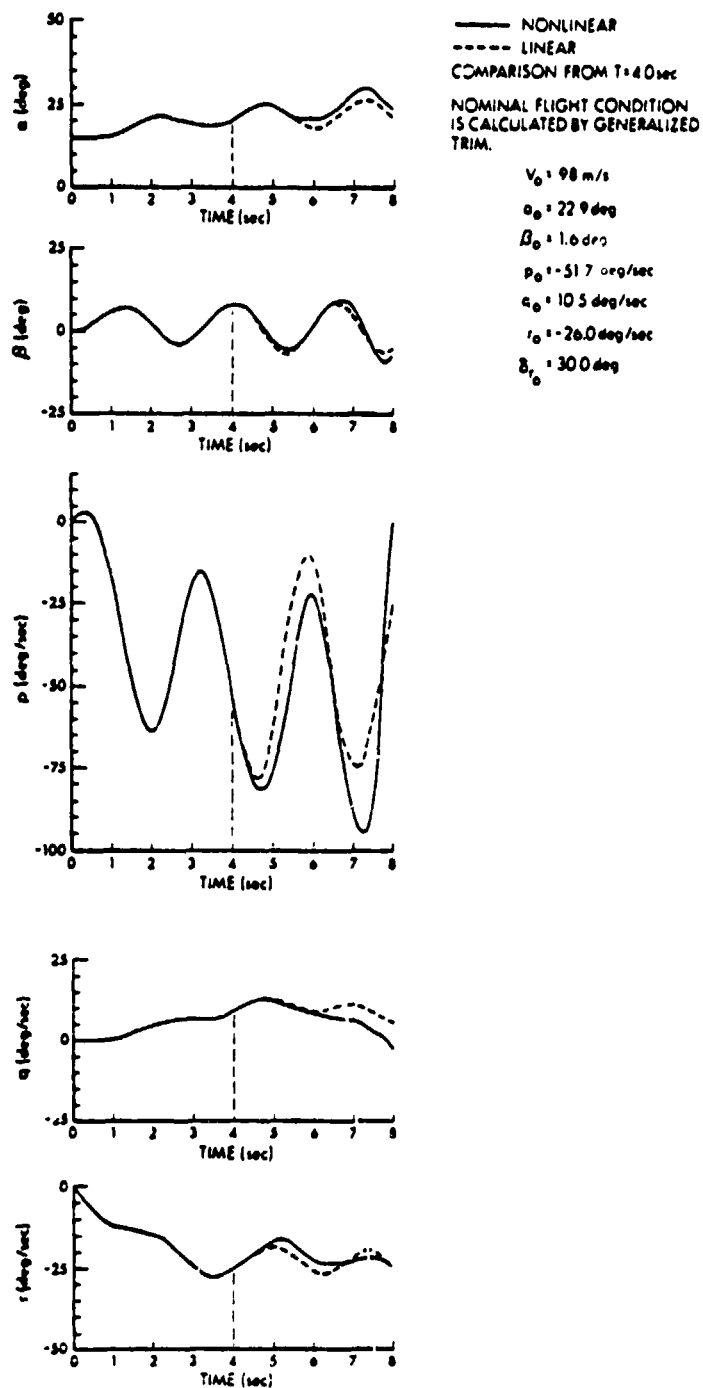 NONLINEAR
LINEAR
COMPARISON FROM T=4.0 sec
NOMINAL FLIGHT CONDITION
IS CALCULATED BY GENERALIZED
TRIM.
V₀ = 98 m/s
α₀ = 22.9 deg
β₀ = 1.6 deg
p₀ = -51.7 deg/sec
q₀ = 10.5 deg/sec
r₀ = -26.0 deg/sec
δr₀ = 30.0 deg
50
25
0
α (deg)
0 1 2 3 4 5 6 7 8
TIME (sec)
25
0
-25
β (deg)
0 1 2 3 4 5 6 7 8
TIME (sec)
0
-25
-50
-75
-100
p (deg/sec)
0 1 2 3 4 5 6 7 8
TIME (sec)
25
0
-25
q (deg/sec)
0 1 2 3 4 5 6 7 8
TIME (sec)
0
-25
-50
r (deg/sec)
0 1 2 3 4 5 6 7 8
TIME (sec)